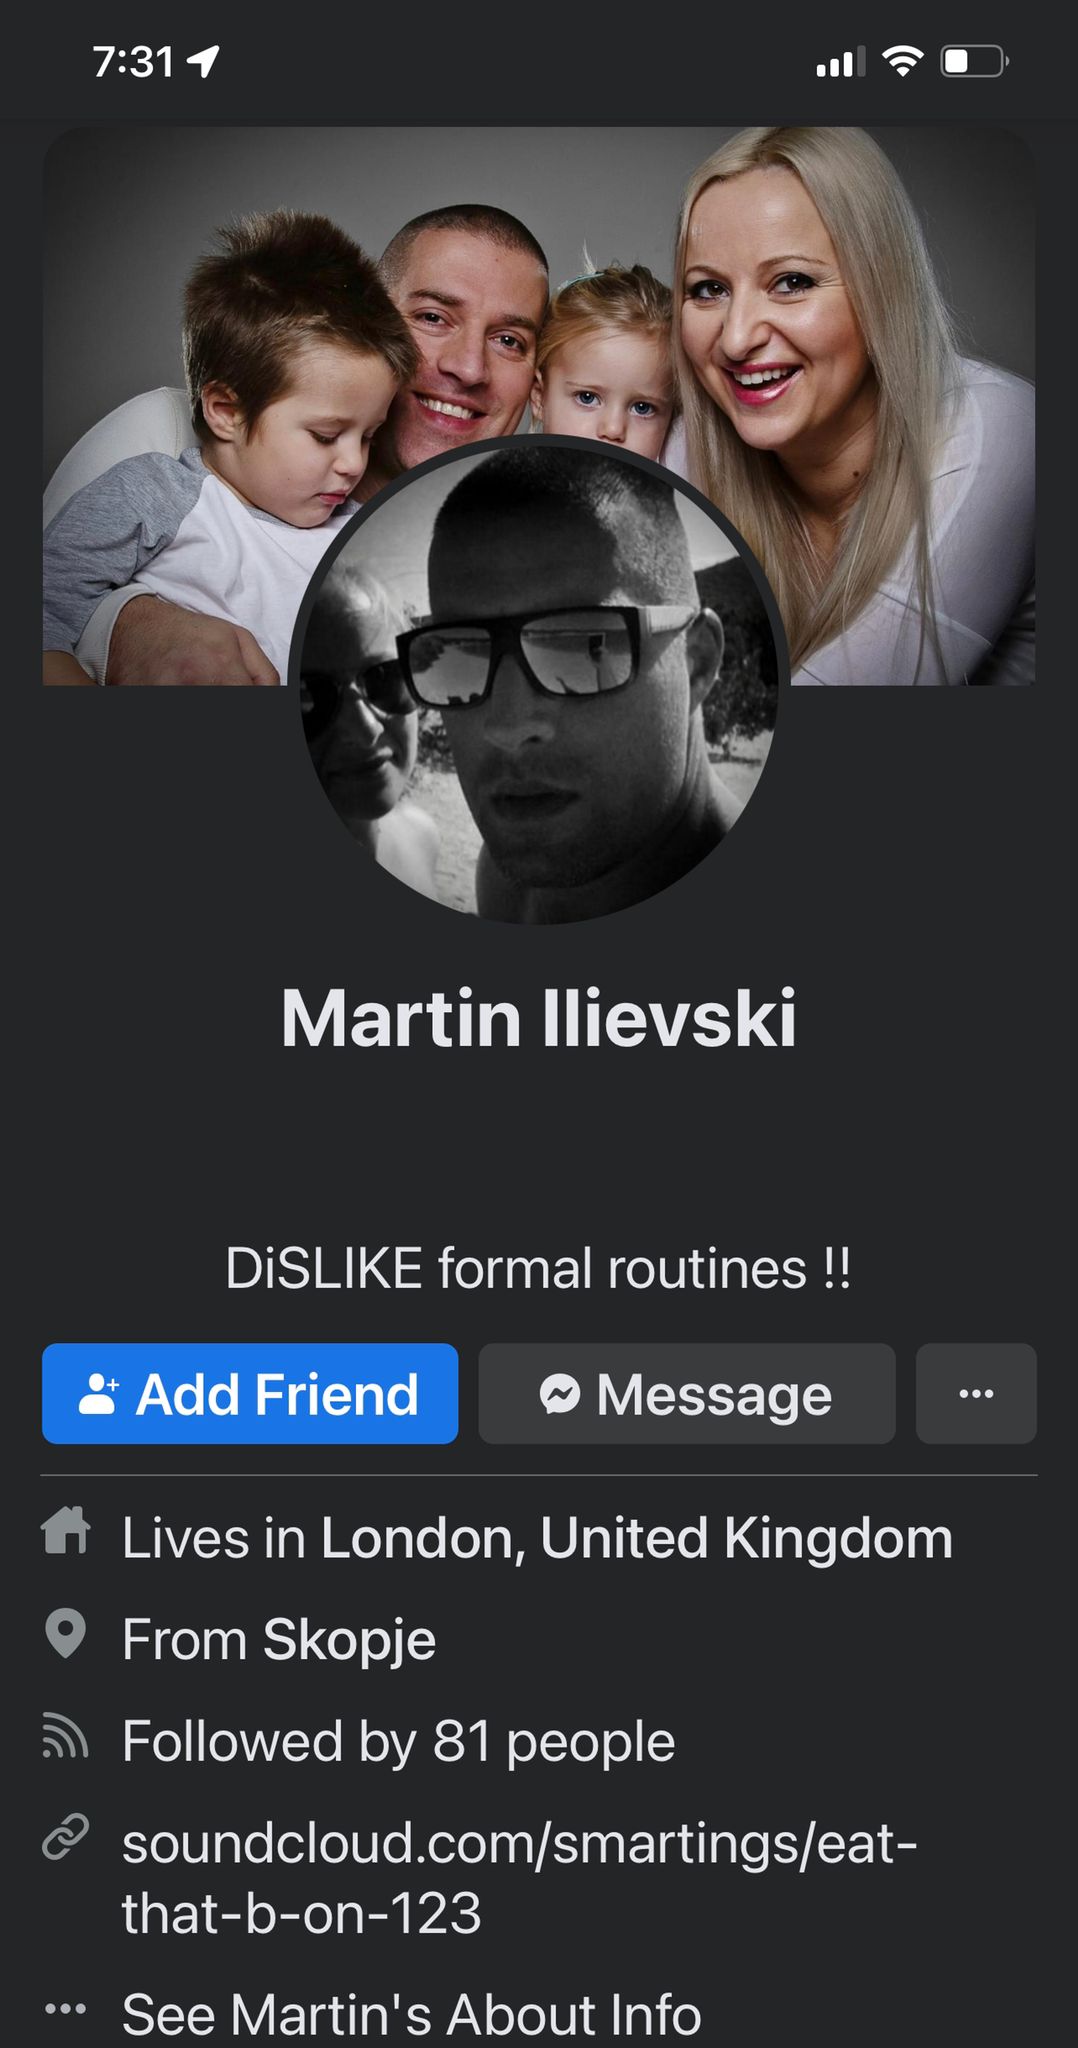 7:31
Martin Ilievski
DiSLIKE formal routines !!
Add Friend
Message
Lives in London, United Kingdom
From Skopje
Followed by 81 people
soundcloud.com/smartings/eat-
that-b-on-123
See Martin's About Info